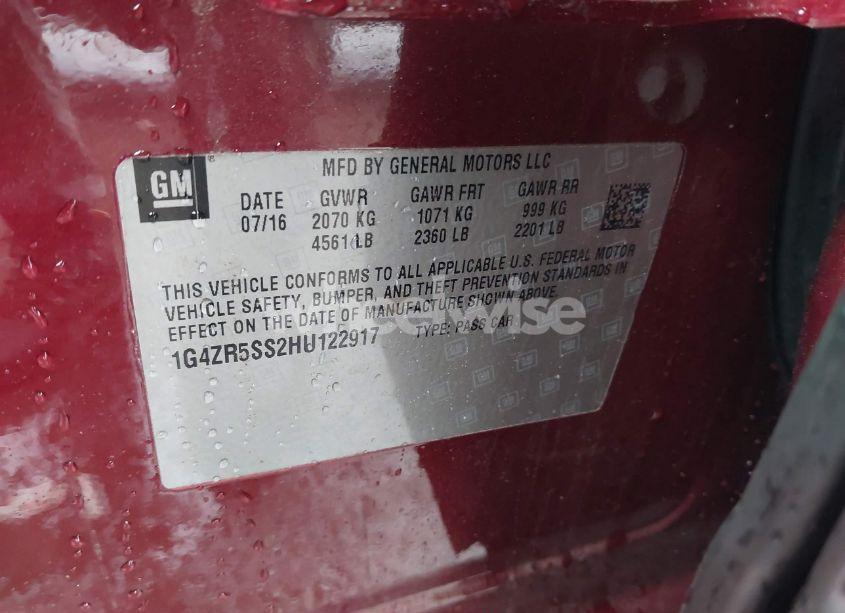 GM
MFD BY GENERAL MOTORS LLC
DATE GVWR GAWR FRT GAWR RR
07/16 2070 KG 1071 KG 999 KG
4561 LB 2360 LB 2201 LB
THIS VEHICLE CONFORMS TO ALL APPLICABLE U.S. FEDERAL MOTOR
VEHICLE SAFETY, BUMPER, AND THEFT PREVENTION STANDARDS IN
EFFECT ON THE DATE OF MANUFACTURE SHOWN ABOVE.
1G4ZR5SS2HU122917 TYPE: PASS CAR